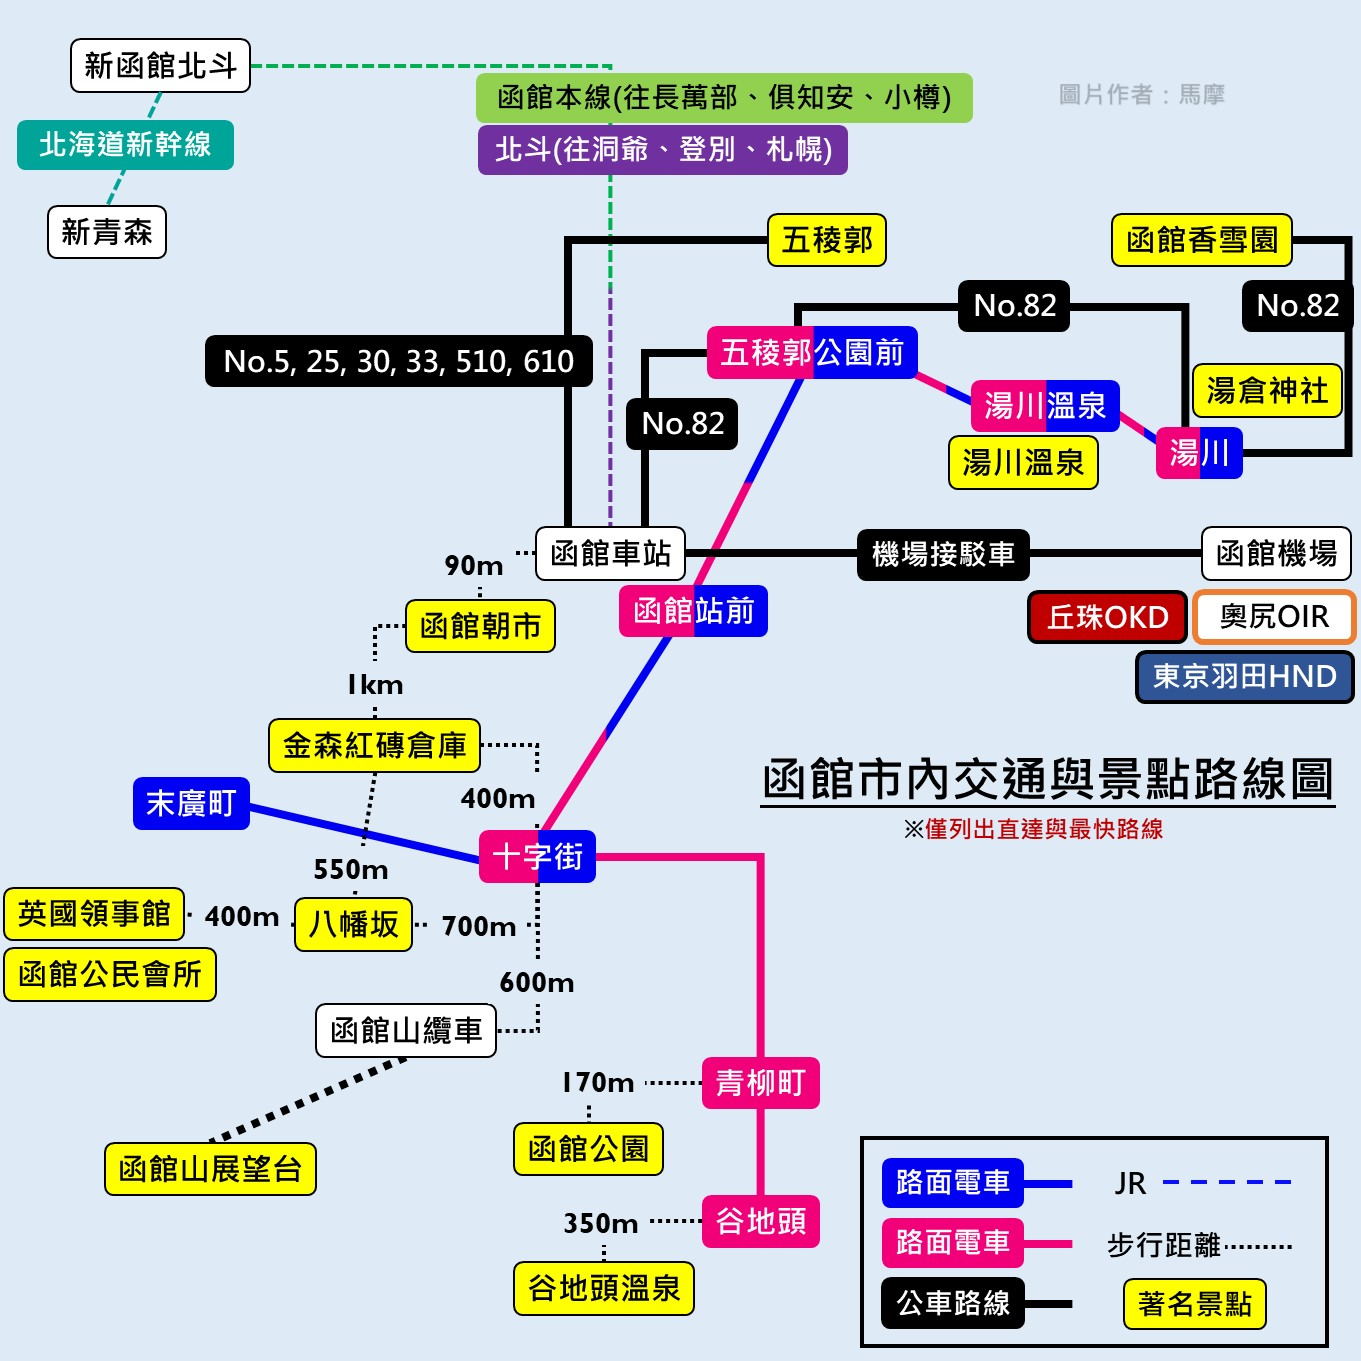 新函館北斗
函館本線(往長萬部、俱知安、小樽)
圖片作者：馬摩
北海道新幹線
北斗(往洞爺、登別、札幌)
新青森
五稜郭
函館香雪園
No.82
No.82
No.5, 25, 30, 33, 510, 610
五稜郭公園前
湯倉神社
湯川溫泉
No.82
湯川溫泉
湯川
90m
函館車站
機場接駁車
函館機場
函館朝市
函館站前
丘珠OKD
奧尻OIR
東京羽田HND
1km
金森紅磚倉庫
400m
函館市內交通與景點路線圖
※僅列出直達與最快路線
末廣町
十字街
550m
英國領事館
400m
八幡坂
700m
函館公民會所
600m
函館山纜車
170m
青柳町
函館公園
函館山展望台
350m
谷地頭
谷地頭溫泉
路面電車
JR
路面電車
步行距離
公車路線
著名景點